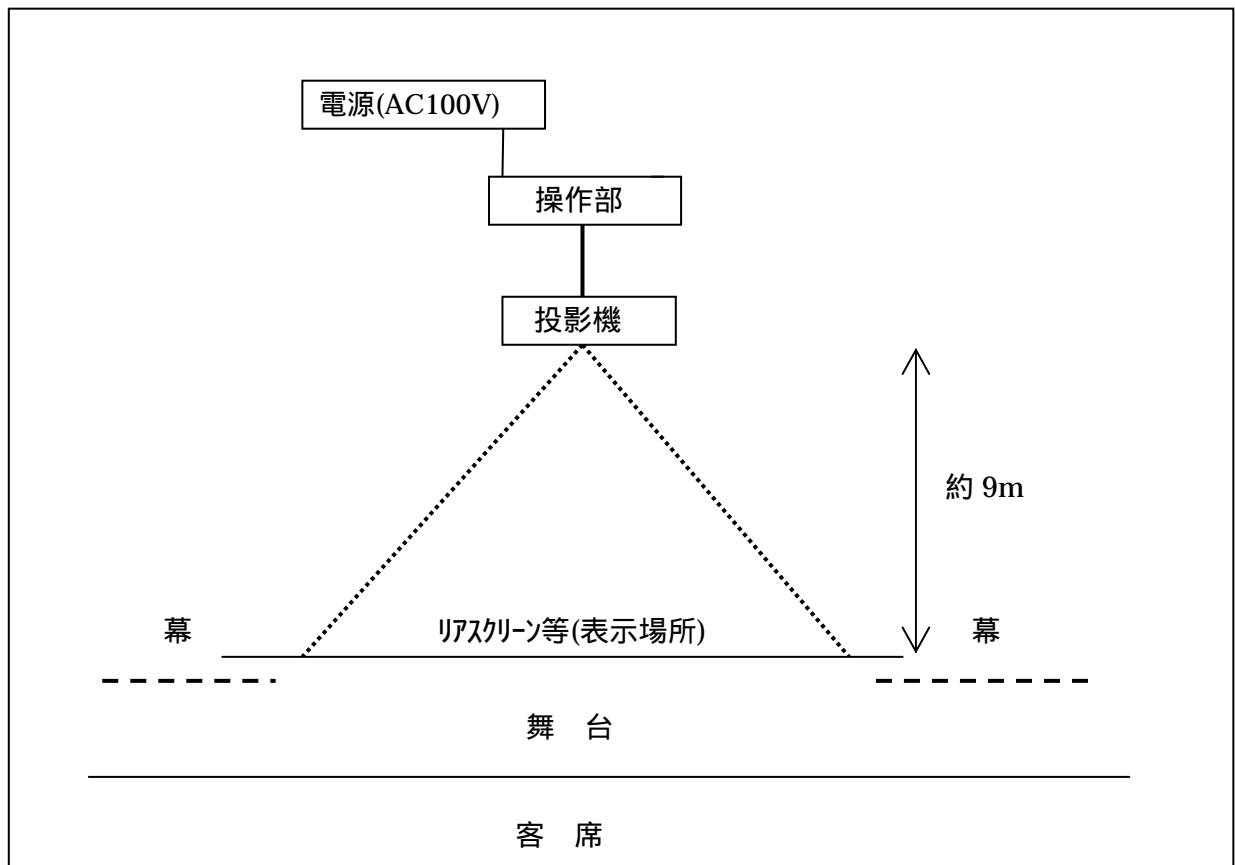 電源(AC100V)
操作部
投影機
約 9m
幕
ﾘｱｽｸﾘｰﾝ等(表示場所)
幕
舞　台
客　席